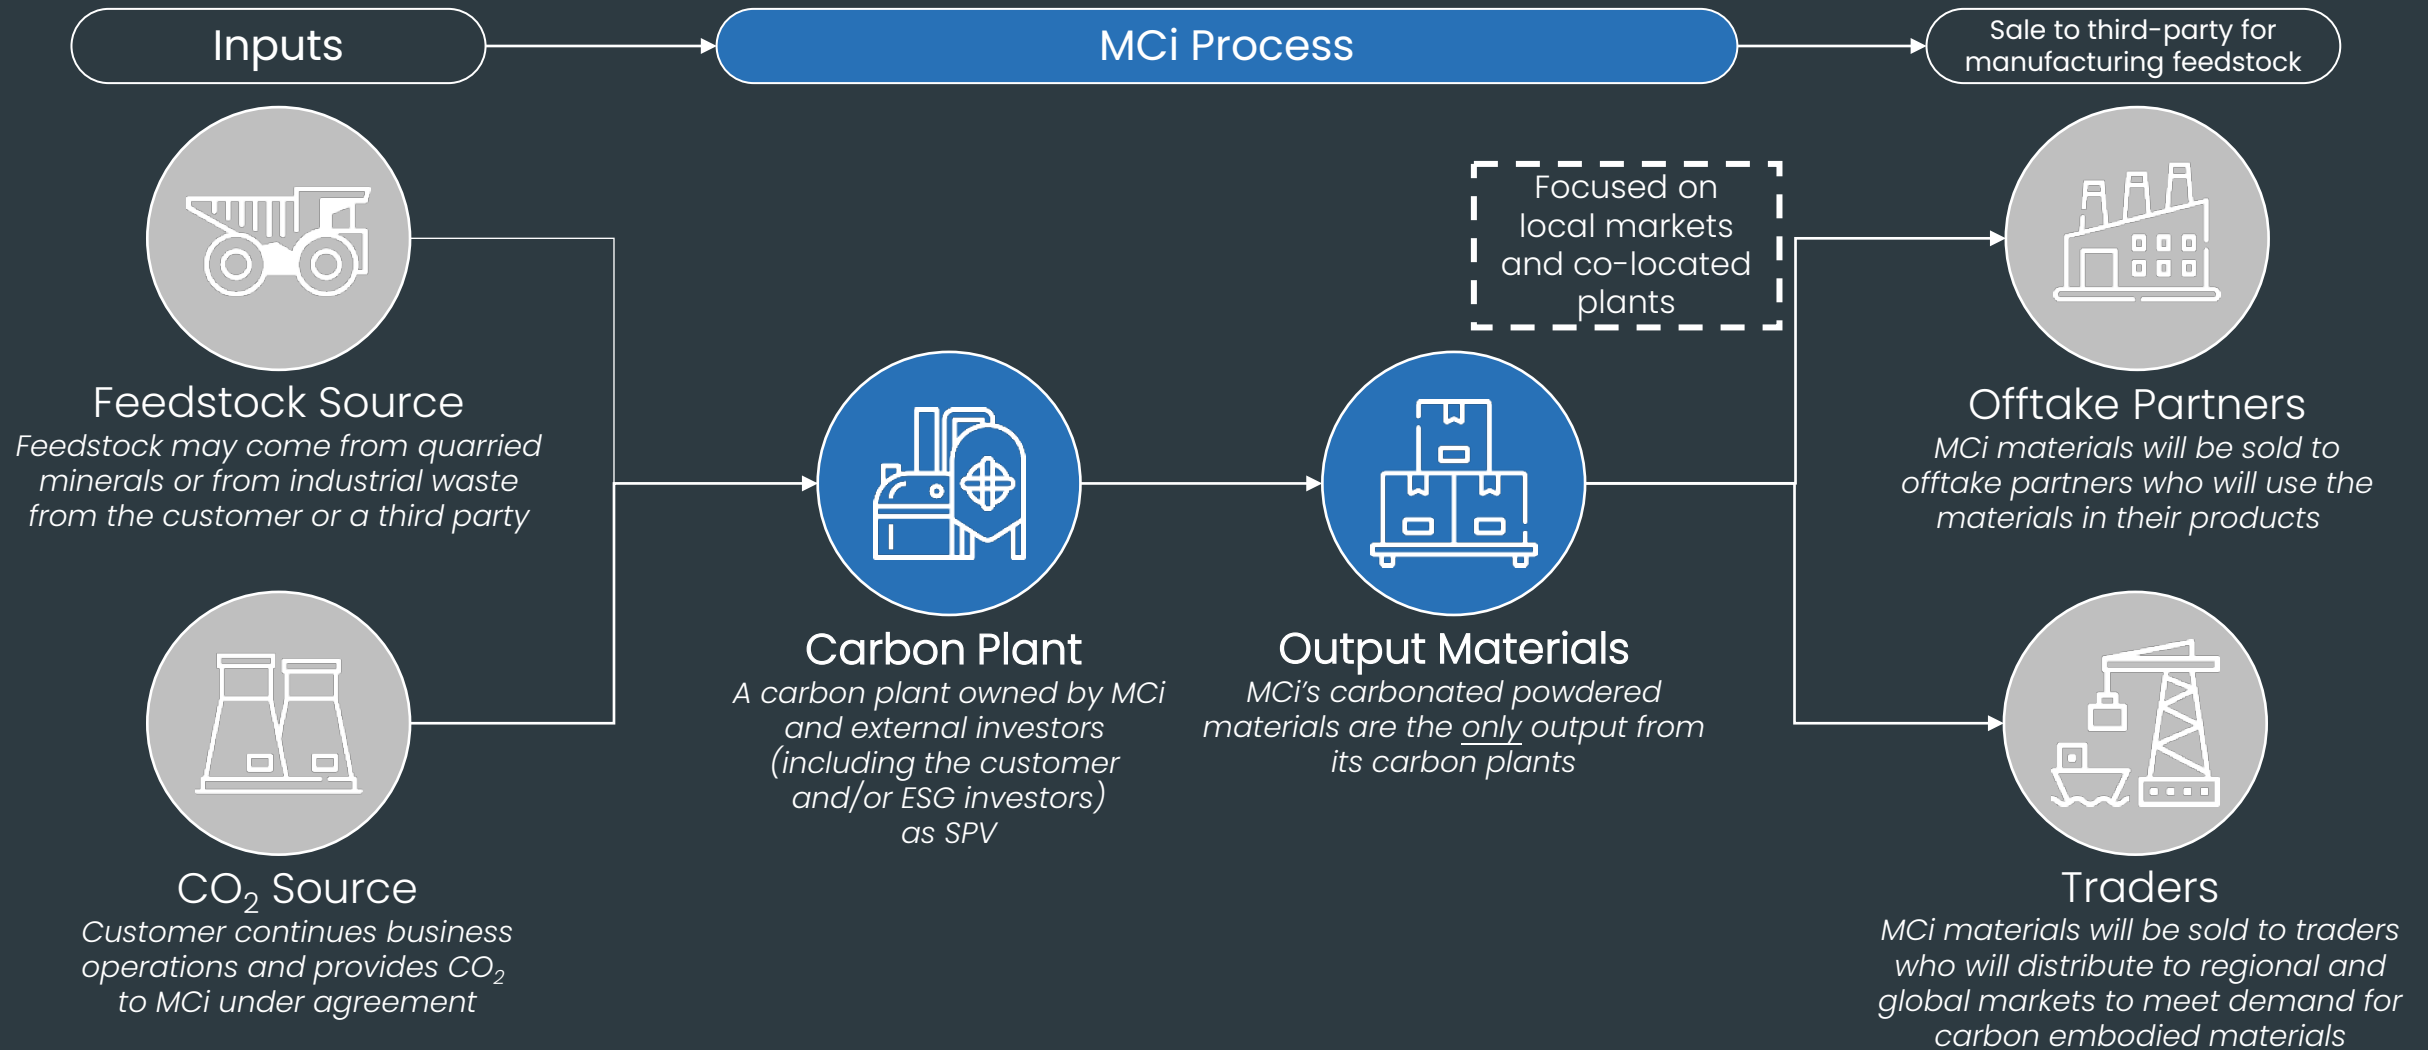 Inputs
MCi Process
Sale to third-party for
manufacturing feedstock
Focused on
local markets
and co-located
plants
Feedstock Source
Feedstock may come from quarried
minerals or from industrial waste
from the customer or a third party
CO₂ Source
Customer continues business
operations and provides CO₂
to MCi under agreement
Carbon Plant
A carbon plant owned by MCi
and external investors
(including the customer
and/or ESG investors)
as SPV
Output Materials
MCi’s carbonated powdered
materials are the only output from
its carbon plants
Offtake Partners
MCi materials will be sold to
offtake partners who will use the
materials in their products
Traders
MCi materials will be sold to traders
who will distribute to regional and
global markets to meet demand for
carbon embodied materials